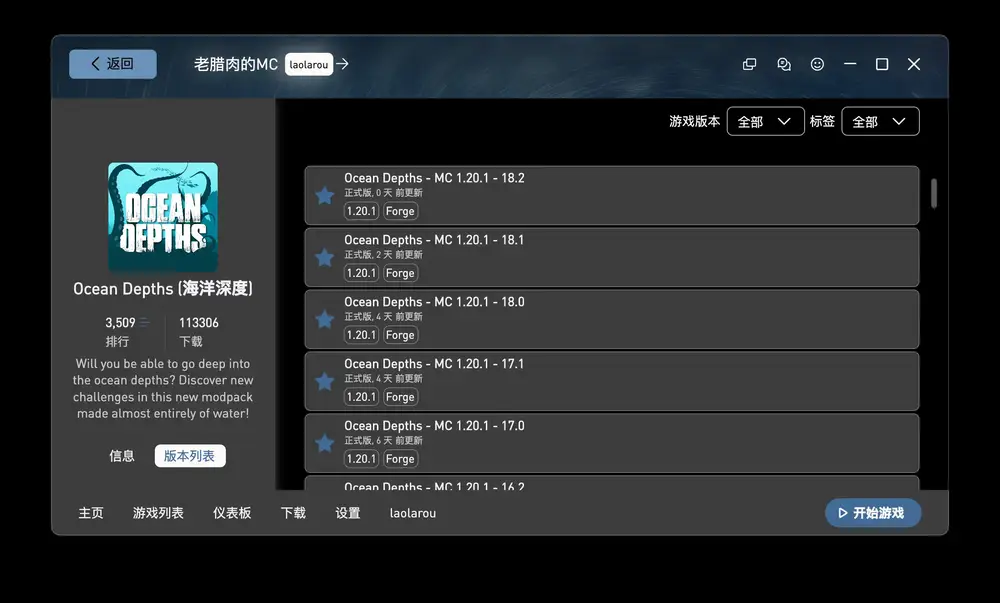 返回
老腊肉的MC laolarou
游戏版本 全部 标签 全部
OCEAN
DEPTHS
Ocean Depths (海洋深度)
3,509 113306
排行 下载
Will you be able to go deep into
the ocean depths? Discover new
challenges in this new modpack
made almost entirely of water!
信息 版本列表
Ocean Depths - MC 1.20.1 - 18.2
正式版, 0 天 前更新
1.20.1 Forge
Ocean Depths - MC 1.20.1 - 18.1
正式版, 2 天 前更新
1.20.1 Forge
Ocean Depths - MC 1.20.1 - 18.0
正式版, 4 天 前更新
1.20.1 Forge
Ocean Depths - MC 1.20.1 - 17.1
正式版, 4 天 前更新
1.20.1 Forge
Ocean Depths - MC 1.20.1 - 17.0
正式版, 6 天 前更新
1.20.1 Forge
Ocean Depths - MC 1.20.1 - 16.2
主页 游戏列表 仪表板 下载 设置 laolarou 开始游戏